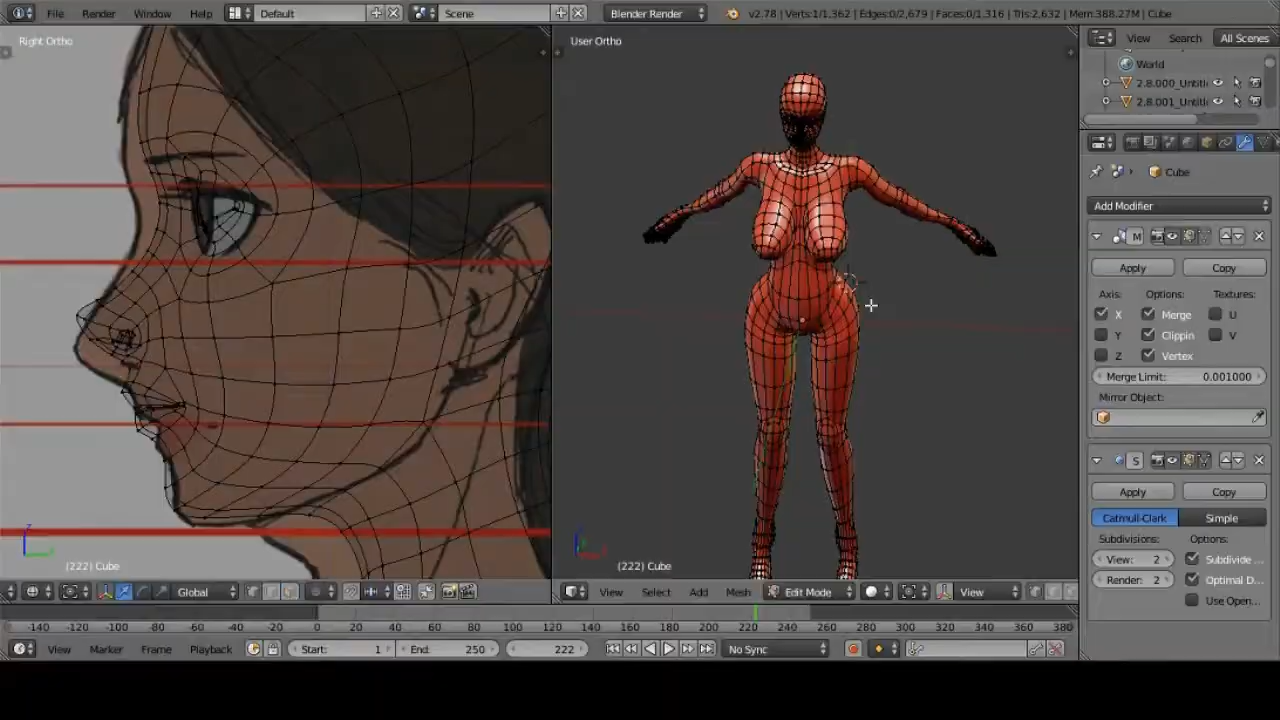 File Render Window Help Default Scene Blender Render v2.78 | Verts:1/1,362 | Edges:0/2,679 | Faces:0/1,316 | Tris:2,632 | Mem:388.27M | Cube
Right Ortho
User Ortho
View Search All Scenes
World
2.8.000_Untitl
2.8.001_Untitl
Cube
Add Modifier
M
Apply Copy
Axis: Options: Textures:
X Merge U
Y Clippin V
Z Vertex
Merge Limit: 0.001000
Mirror Object:
S
Apply Copy
Catmull-Clark Simple
Subdivisions: Options:
View: 2 Subdivide ...
Render: 2 Optimal D...
Use Open...
(222) Cube
(222) Cube
Global
View Select Add Mesh Edit Mode View
-140 -120 -100 -80 -60 -40 -20 0 20 40 60 80 100 120 140 160 180 200 220 240 260 280 300 320 340 360 380
View Marker Frame Playback Start: 1 End: 250 222 No Sync